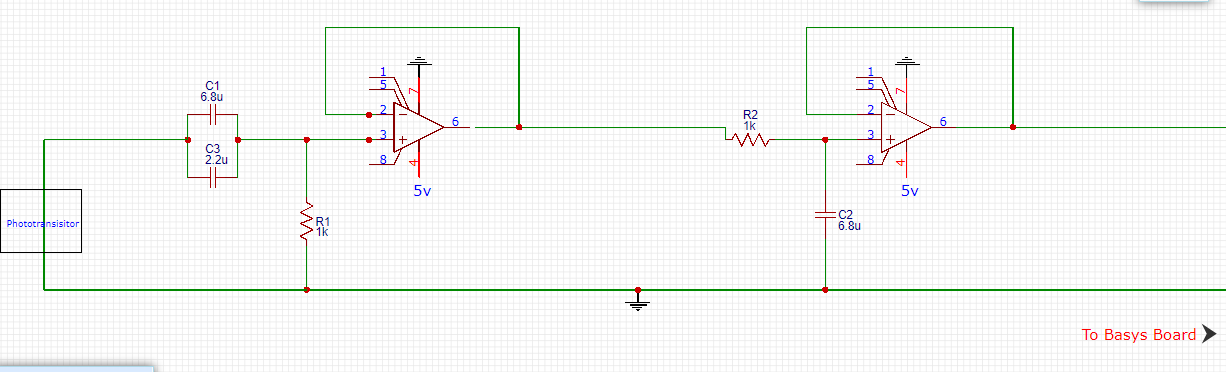 C1
6.8u
C3
2.2u
Phototransisitor
R1
1k
1
5
2
3
8
7
4
6
5v
R2
1k
C2
6.8u
1
5
2
3
8
7
4
6
5v
To Basys Board